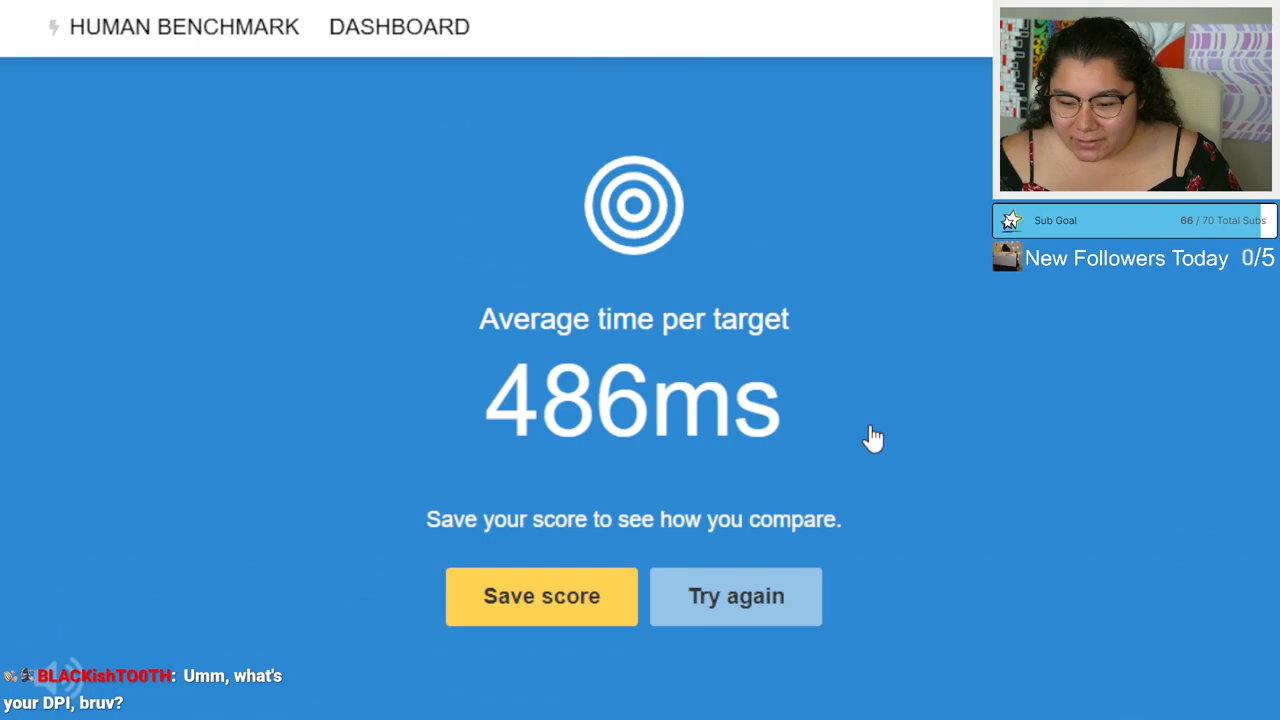 HUMAN BENCHMARK DASHBOARD
Sub Goal 66 / 70 Total Subs
New Followers Today 0/5
Average time per target
486ms
Save your score to see how you compare.
Save score Try again
BLACKishTO0TH: Umm, what's
your DPI, bruv?